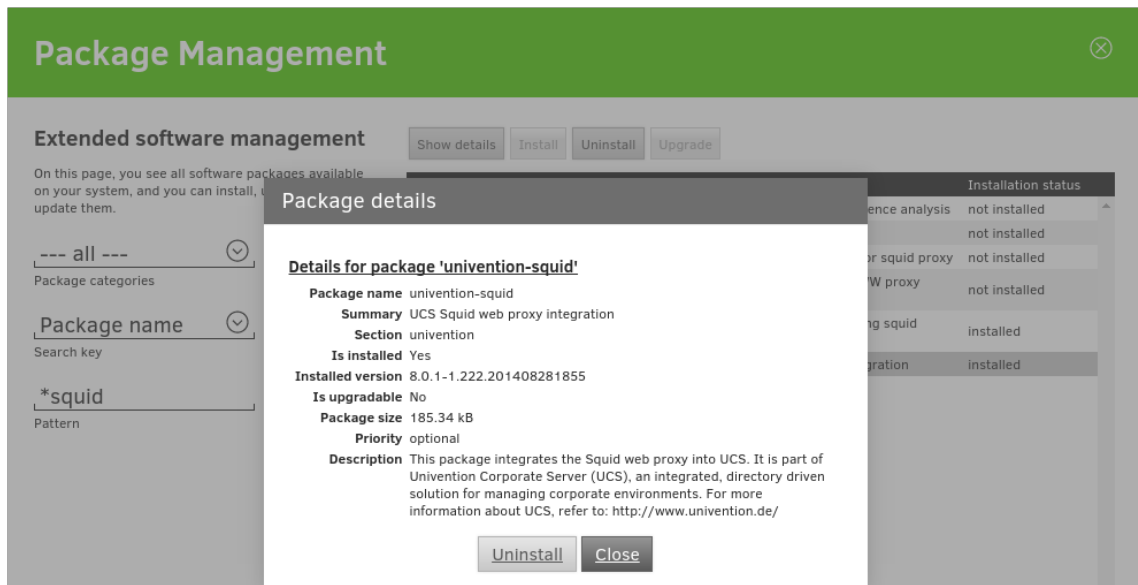 Package Management
Extended software management
On this page, you see all software packages available
on your system, and you can install, u
update them.
--- all ---
Package categories
Package name
Search key
*squid
Pattern
Show details Install Uninstall Upgrade
Installation status
ence analysis not installed
not installed
or squid proxy not installed
W proxy
not installed
ng squid
installed
gration installed
Package details
Details for package 'univention-squid'
Package name univention-squid
Summary UCS Squid web proxy integration
Section univention
Is installed Yes
Installed version 8.0.1-1.222.201408281855
Is upgradable No
Package size 185.34 kB
Priority optional
Description This package integrates the Squid web proxy into UCS. It is part of
Univention Corporate Server (UCS), an integrated, directory driven
solution for managing corporate environments. For more
information about UCS, refer to: http://www.univention.de/
Uninstall Close